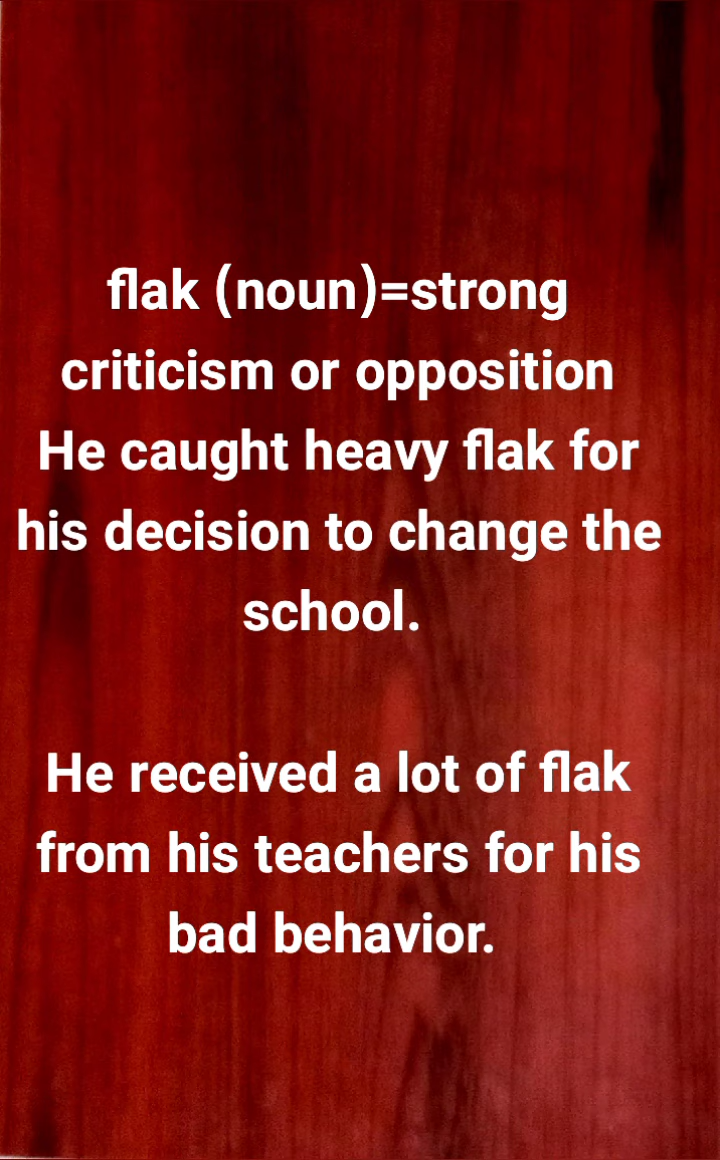 flak (noun)=strong
criticism or opposition
He caught heavy flak for
his decision to change the
school.
He received a lot of flak
from his teachers for his
bad behavior.